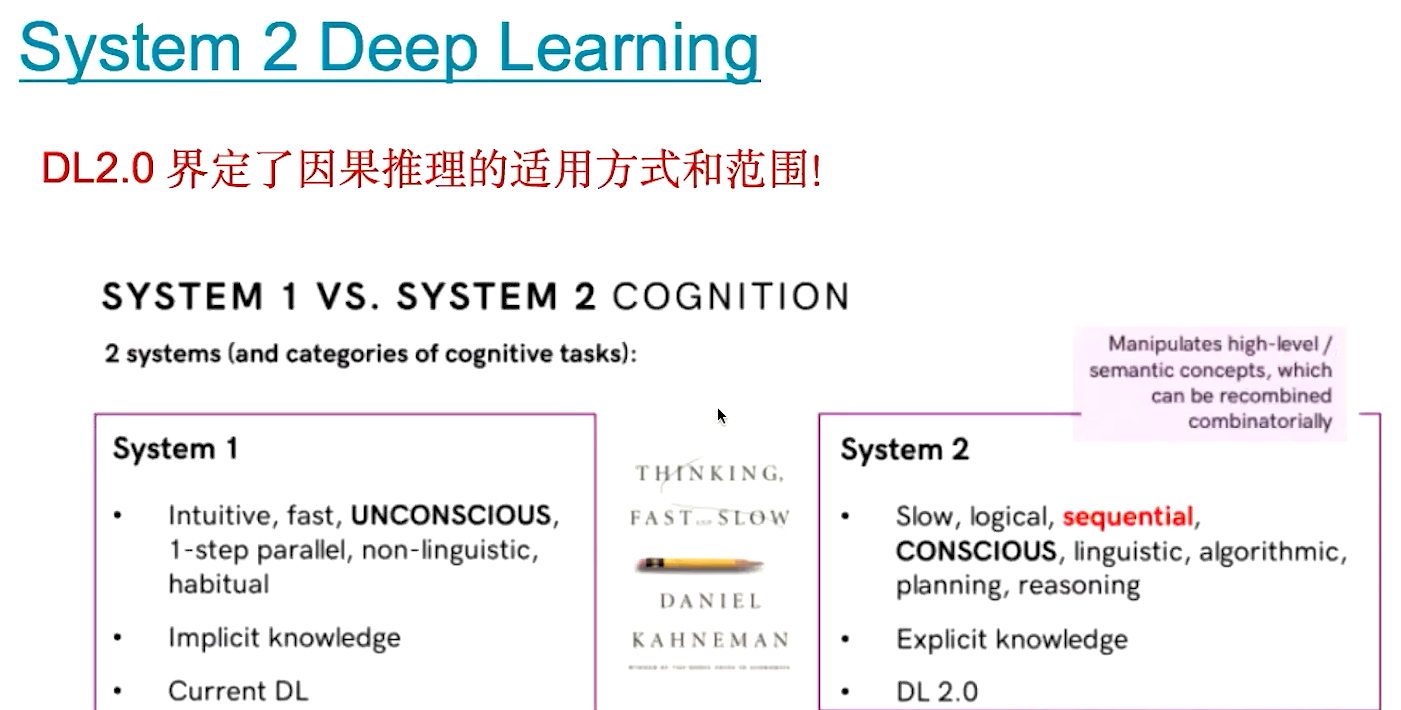 System 2 Deep Learning
DL2.0 界定了因果推理的适用方式和范围!
SYSTEM 1 VS. SYSTEM 2 COGNITION
2 systems (and categories of cognitive tasks):
Manipulates high-level /
semantic concepts, which
can be recombined
combinatorially
System 1
• Intuitive, fast, UNCONSCIOUS,
1-step parallel, non-linguistic,
habitual
• Implicit knowledge
• Current DL
THINKING,
FAST AND SLOW
DANIEL
KAHNEMAN
System 2
• Slow, logical, sequential,
CONSCIOUS, linguistic, algorithmic,
planning, reasoning
• Explicit knowledge
• DL 2.0